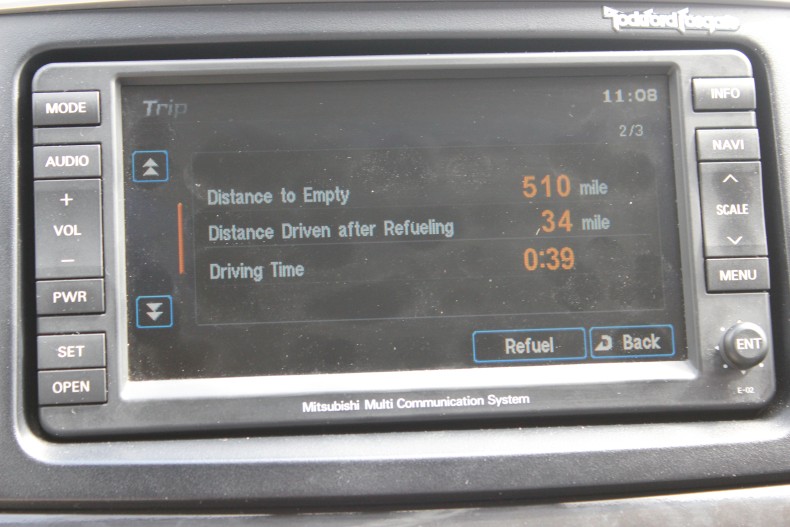 Rockford Fosgate
MODE
AUDIO
+
VOL
−
PWR
SET
OPEN
Trip
11:08
2/3
Distance to Empty 510 mile
Distance Driven after Refueling 34 mile
Driving Time 0:39
Refuel
Back
INFO
NAVI
SCALE
MENU
ENT
E-02
Mitsubishi Multi Communication System